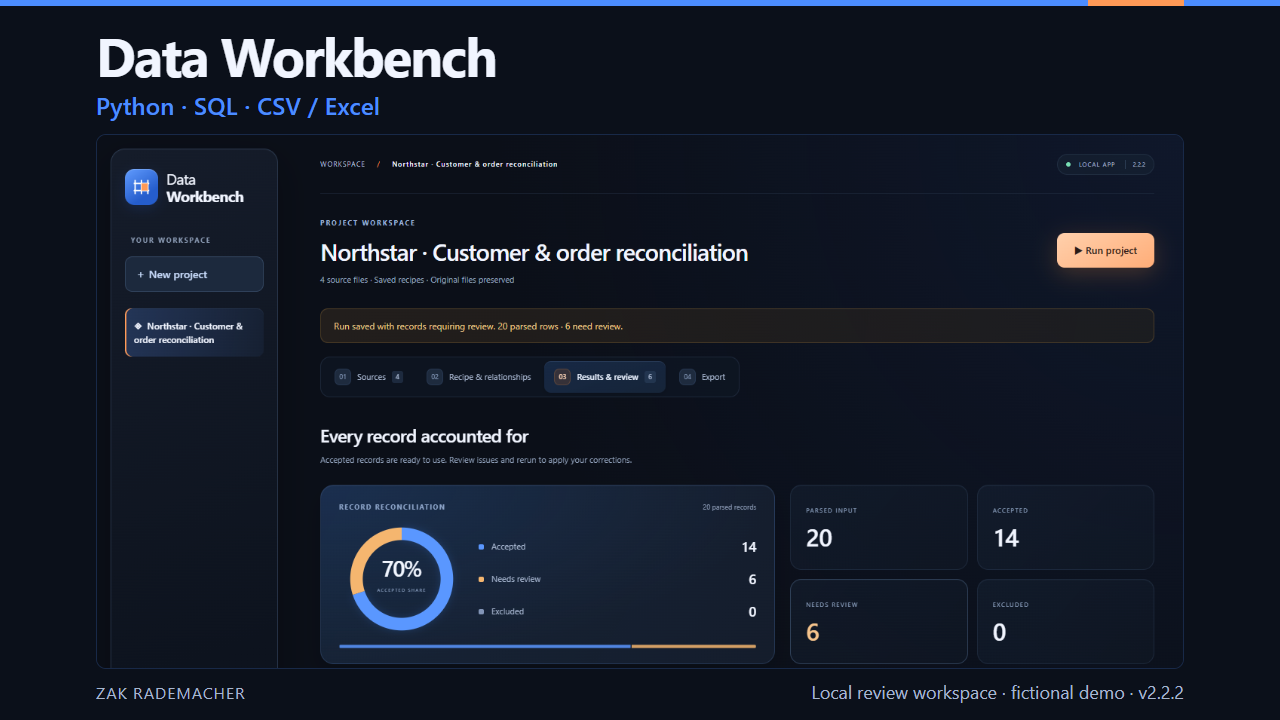 Data Workbench
Python · SQL · CSV / Excel
Data
Workbench
YOUR WORKSPACE
+ New project
◆ Northstar · Customer &
order reconciliation
WORKSPACE / Northstar · Customer & order reconciliation
LOCAL APP 2.2.2
PROJECT WORKSPACE
Northstar · Customer & order reconciliation
4 source files · Saved recipes · Original files preserved
▶ Run project
Run saved with records requiring review. 20 parsed rows · 6 need review.
01 Sources 4 02 Recipe & relationships 03 Results & review 6 04 Export
Every record accounted for
Accepted records are ready to use. Review issues and rerun to apply your corrections.
RECORD RECONCILIATION 20 parsed records
70%
ACCEPTED SHARE
Accepted 14
Needs review 6
Excluded 0
PARSED INPUT
20
ACCEPTED
14
NEEDS REVIEW
6
EXCLUDED
0
ZAK RADEMACHER
Local review workspace · fictional demo · v2.2.2